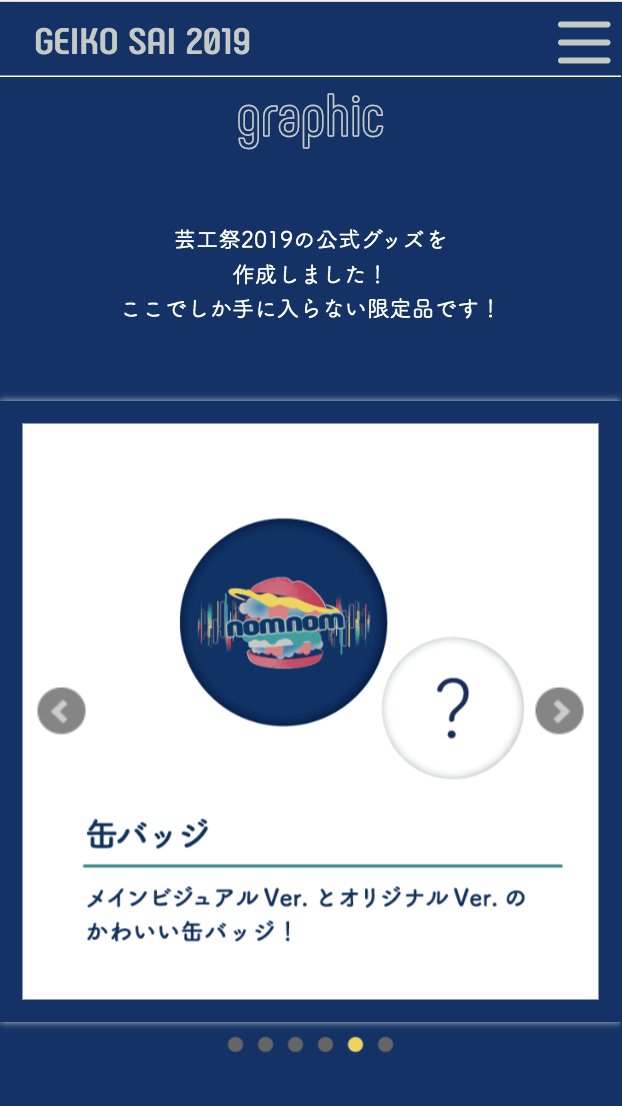 GEIKO SAI 2019
graphic
芸工祭2019の公式グッズを
作成しました！
ここでしか手に入らない限定品です！
nomnom
?
缶バッジ
メインビジュアルVer. とオリジナルVer. の
かわいい缶バッジ！